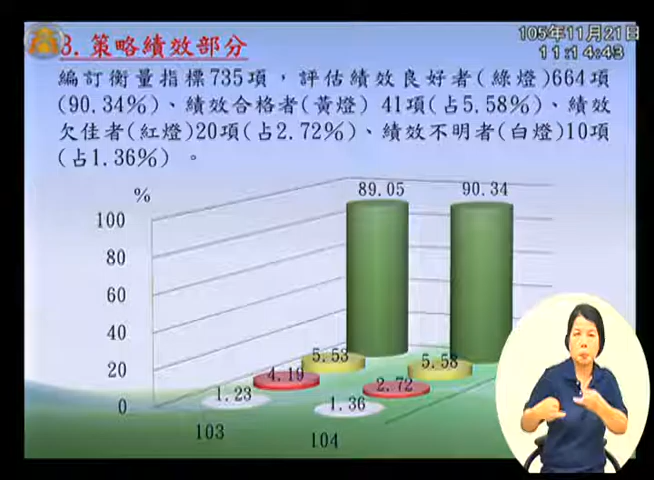 105年11月21日
11:14:43
3.策略績效部分
編訂衡量指標735項，評估績效良好者(綠燈)664項
(90.34%)、績效合格者(黃燈) 41項(占5.58%)、績效
欠佳者(紅燈)20項(占2.72%)、績效不明者(白燈)10項
(占1.36%) 。
%
89.05 90.34
100
80
60
40
5.53 5.58
20
4.19 2.72
1.23 1.36
0
103 104